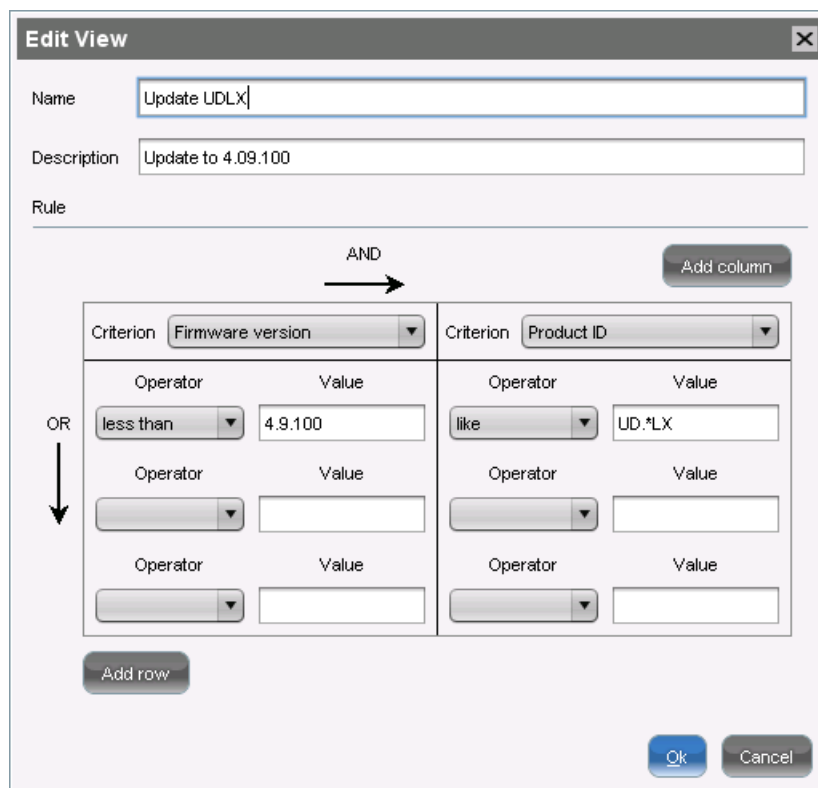 Edit View
Name Update UDLX
Description Update to 4.09.100
Rule
AND
Add column
Criterion Firmware version Criterion Product ID
Operator Value Operator Value
OR less than 4.9.100 like UD.*LX
Operator Value Operator Value
Operator Value Operator Value
Add row
Ok Cancel